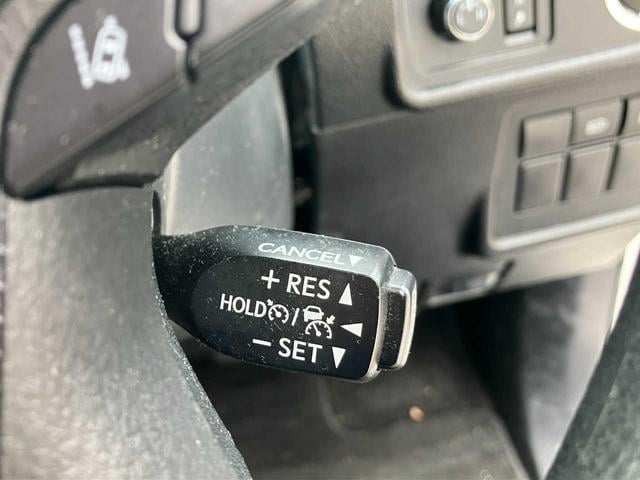 CANCEL▼
+ RES ▲
HOLD / ◄
− SET ▼